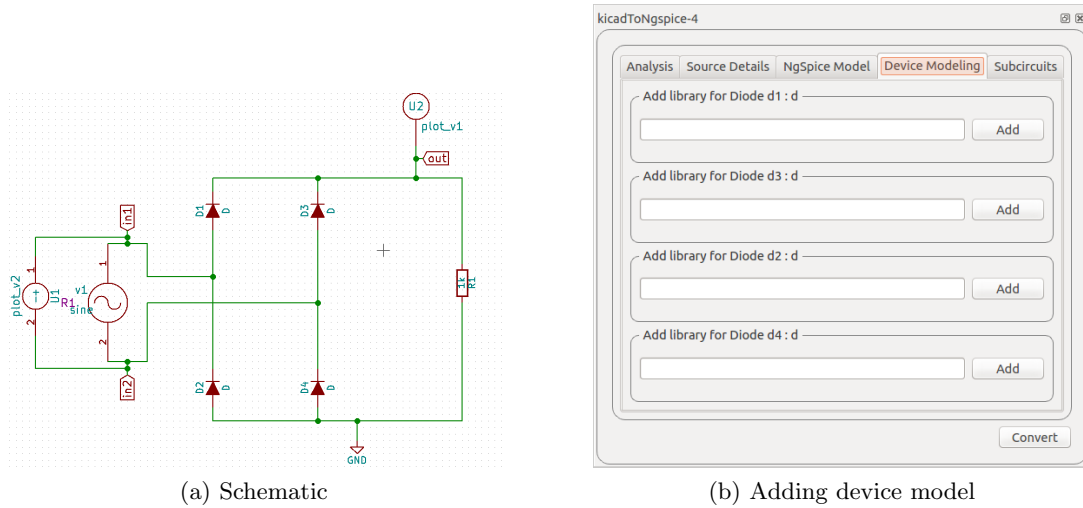 U2
plot_v1
out
D1
D
D3
D
in1
1
1
plot_v2
U1
R1
v1
sine
1k
R1
2
2
in2
D2
D
D4
D
GND
(a) Schematic
kicadToNgspice-4
Analysis
Source Details
NgSpice Model
Device Modeling
Subcircuits
Add library for Diode d1 : d
Add
Add library for Diode d3 : d
Add
Add library for Diode d2 : d
Add
Add library for Diode d4 : d
Add
Convert
(b) Adding device model